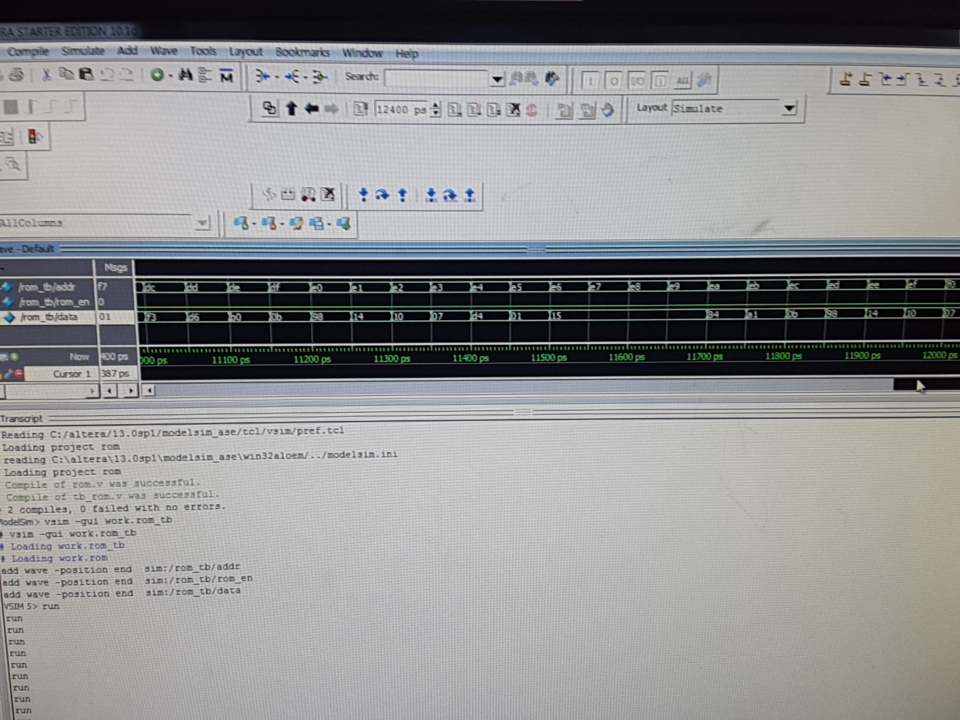 RA STARTER EDITION 10.1d
Compile Simulate Add Wave Tools Layout Bookmarks Window Help
Search:
12400 ps Layout Simulate
AllColumns
ave - Default
Msgs
/rom_tb/addr f7 dc dd de df e0 e1 e2 e3 e4 e5 e6 e7 e8 e9 ea eb ec ed ee ef f0
/rom_tb/rom_en 0
/rom_tb/data 01 f3 d6 b0 0b 98 14 10 07 d4 01 15 94 a1 0b 98 14 10 07
Now 400 ps 000 ps 11100 ps 11200 ps 11300 ps 11400 ps 11500 ps 11600 ps 11700 ps 11800 ps 11900 ps 12000 ps
Cursor 1 387 ps
Transcript
Reading C:/altera/13.0sp1/modelsim_ase/tcl/vsim/pref.tcl
Loading project rom
reading C:\altera\13.0sp1\modelsim_ase\win32aloem/../modelsim.ini
Loading project rom
Compile of rom.v was successful.
Compile of tb_rom.v was successful.
2 compiles, 0 failed with no errors.
ModelSim> vsim -gui work.rom_tb
# vsim -gui work.rom_tb
# Loading work.rom_tb
# Loading work.rom
add wave -position end sim:/rom_tb/addr
add wave -position end sim:/rom_tb/rom_en
add wave -position end sim:/rom_tb/data
VSIM 5> run
run
run
run
run
run
run
run
run
run